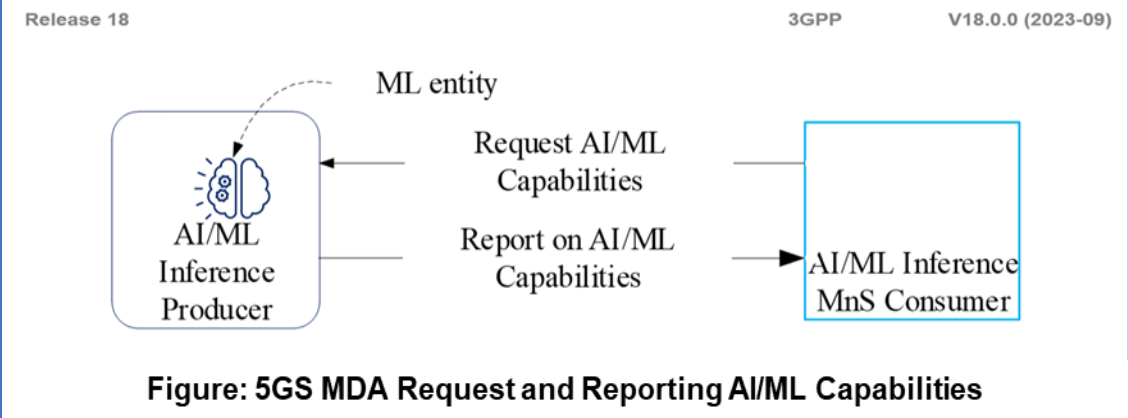 Release 18 3GPP V18.0.0 (2023-09)
ML entity
Request AI/ML
Capabilities
AI/ML
Inference
Producer
Report on AI/ML
Capabilities
AI/ML Inference
MnS Consumer
Figure: 5GS MDA Request and Reporting AI/ML Capabilities